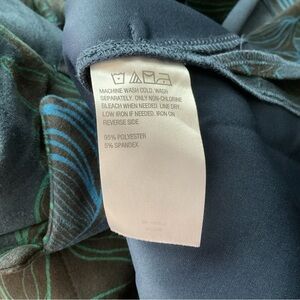 MACHINE WASH COLD. WASH
SEPARATELY. ONLY NON-CHLORINE
BLEACH WHEN NEEDED. LINE DRY.
LOW IRON IF NEEDED. IRON ON
REVERSE SIDE.
95% POLYESTER
5% SPANDEX